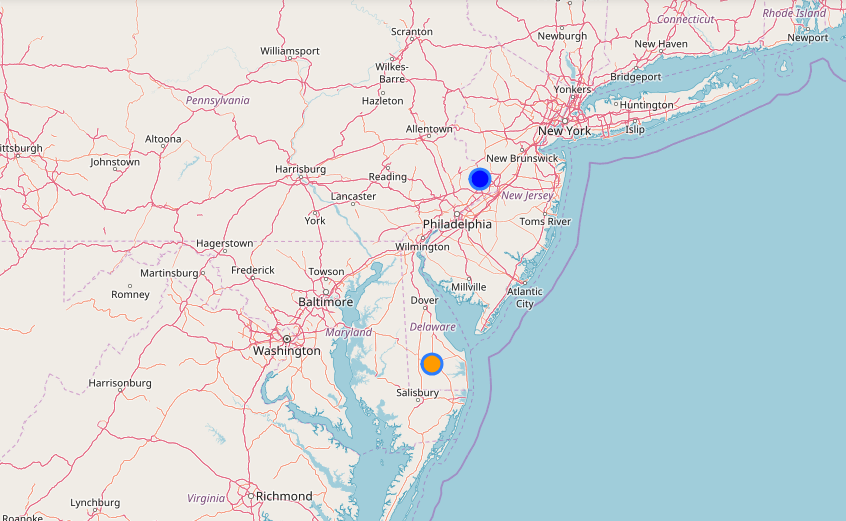 Connecticut
Rhode Island
Scranton
Newburgh
New Haven
Newport
Williamsport
Wilkes-
Barre
Bridgeport
Yonkers
Pennsylvania
Hazleton
Huntington
Allentown
New York
Islip
Altoona
ittsburgh
Johnstown
New Brunswick
Harrisburg
Reading
Lancaster
New Jersey
York
Philadelphia
Toms River
Hagerstown
Wilmington
Martinsburg
Frederick
Towson
Romney
Millville
Baltimore
Dover
Atlantic
City
Maryland
Delaware
Washington
Harrisonburg
Salisbury
Virginia
Richmond
Lynchburg
Roanoke